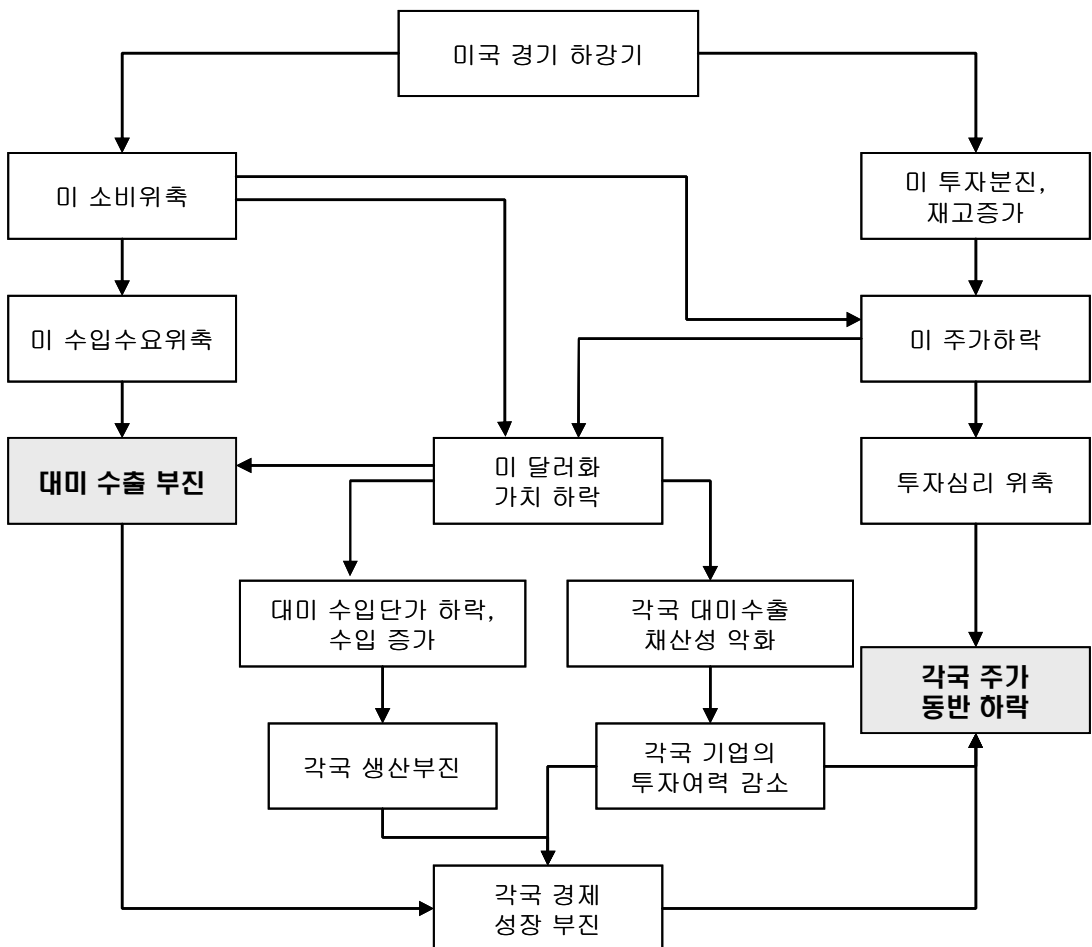 미국 경기 하강기
미 소비위축
미 투자분진,
재고증가
미 수입수요위축
미 주가하락
대미 수출 부진
미 달러화
가치 하락
투자심리 위축
대미 수입단가 하락,
수입 증가
각국 대미수출
채산성 악화
각국 주가
동반 하락
각국 생산부진
각국 기업의
투자여력 감소
각국 경제
성장 부진